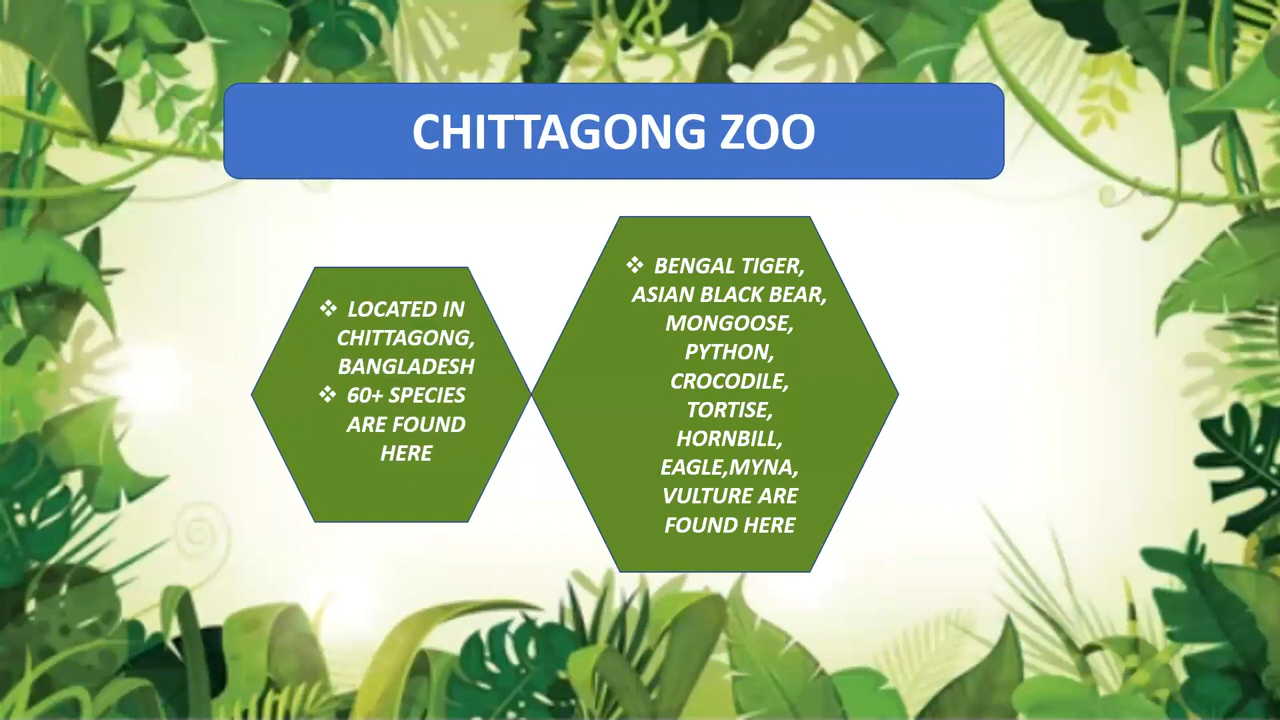 CHITTAGONG ZOO
❖ LOCATED IN
CHITTAGONG,
BANGLADESH
❖ 60+ SPECIES
ARE FOUND
HERE
❖ BENGAL TIGER,
ASIAN BLACK BEAR,
MONGOOSE,
PYTHON,
CROCODILE,
TORTISE,
HORNBILL,
EAGLE,MYNA,
VULTURE ARE
FOUND HERE